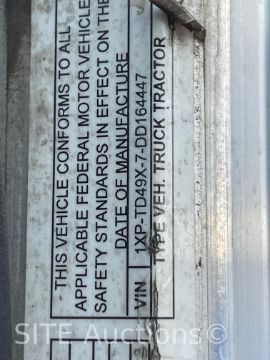 THIS VEHICLE CONFORMS TO ALL
APPLICABLE FEDERAL MOTOR VEHICLE
SAFETY STANDARDS IN EFFECT ON THE
DATE OF MANUFACTURE
VIN 1XP-TD49X-7-DD164447
TYPE VEH. TRUCK TRACTOR
SITE Auctions